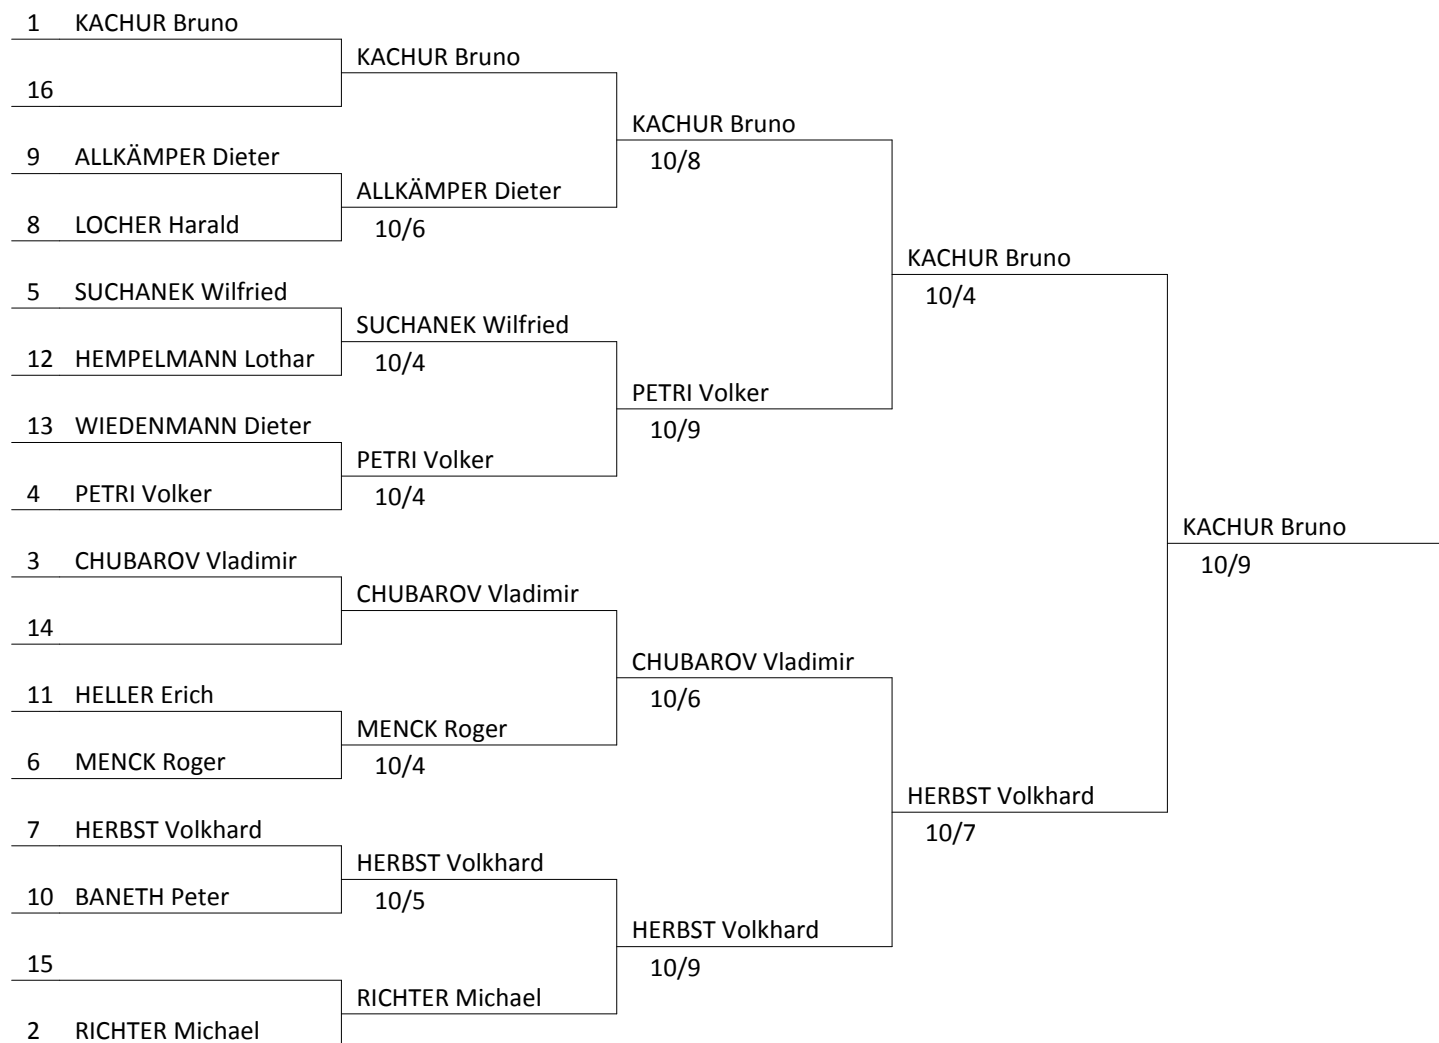 1 KACHUR Bruno
KACHUR Bruno
16
KACHUR Bruno
9 ALLKÄMPER Dieter
10/8
ALLKÄMPER Dieter
8 LOCHER Harald
10/6
KACHUR Bruno
5 SUCHANEK Wilfried
10/4
SUCHANEK Wilfried
12 HEMPELMANN Lothar
10/4
PETRI Volker
13 WIEDENMANN Dieter
10/9
PETRI Volker
4 PETRI Volker
10/4
KACHUR Bruno
3 CHUBAROV Vladimir
10/9
CHUBAROV Vladimir
14
CHUBAROV Vladimir
11 HELLER Erich
10/6
MENCK Roger
6 MENCK Roger
10/4
HERBST Volkhard
7 HERBST Volkhard
10/7
HERBST Volkhard
10 BANETH Peter
10/5
HERBST Volkhard
15
10/9
RICHTER Michael
2 RICHTER Michael